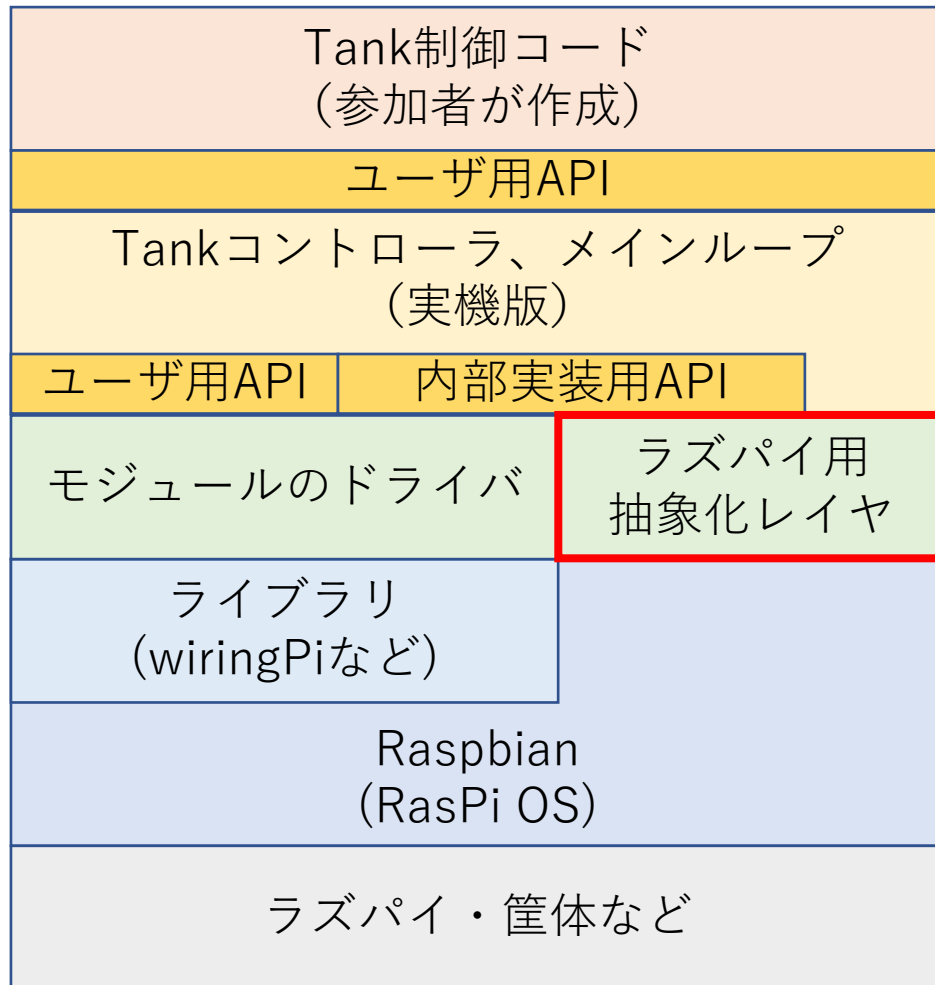 Tank制御コード
（参加者が作成）
ユーザ用API
Tankコントローラ、メインループ
（実機版）
ユーザ用API
内部実装用API
モジュールのドライバ
ラズパイ用
抽象化レイヤ
ライブラリ
(wiringPiなど)
Raspbian
(RasPi OS)
ラズパイ・筐体など